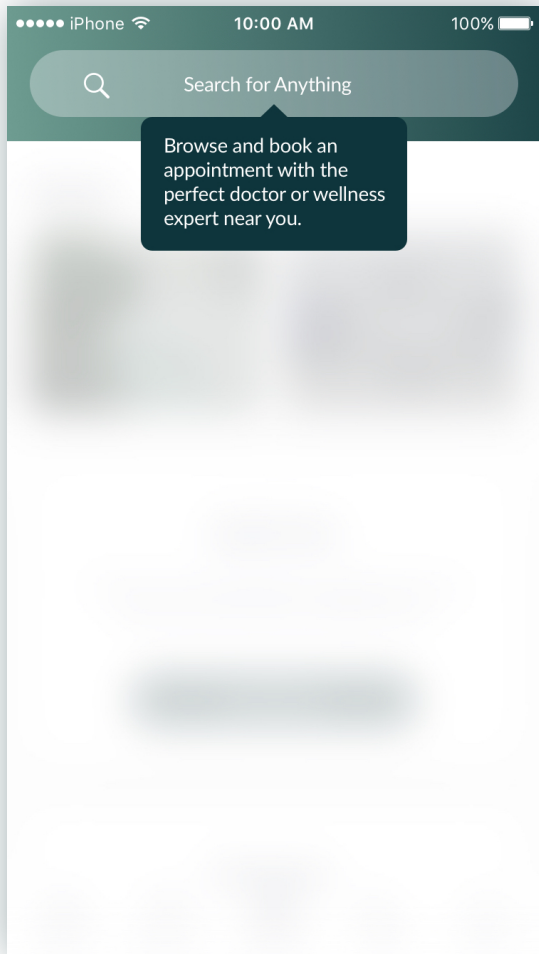 iPhone 10:00 AM 100%
Search for Anything
Browse and book an
appointment with the
perfect doctor or wellness
expert near you.